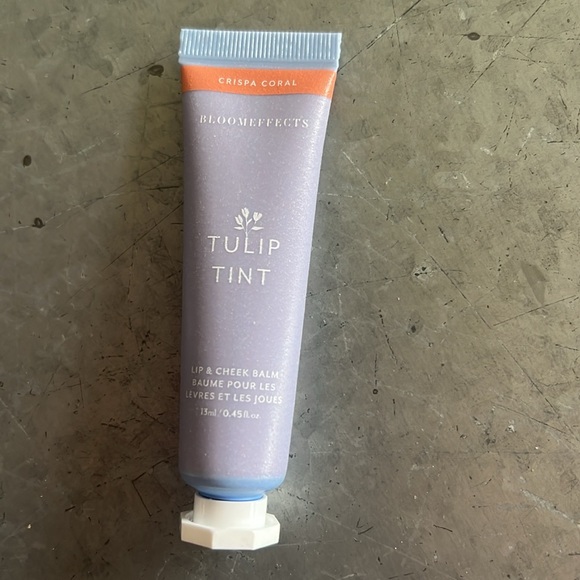 CRISPA CORAL
BLOOMEFFECTS
TULIP
TINT
LIP & CHEEK BALM
BAUME POUR LES
LÈVRES ET LES JOUES
13ml / 0.45 fl. oz.